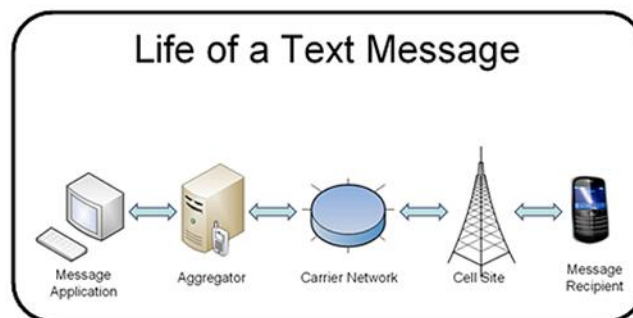 Life of a Text Message
Message
Application
Aggregator
Carrier Network
Cell Site
Message
Recipient